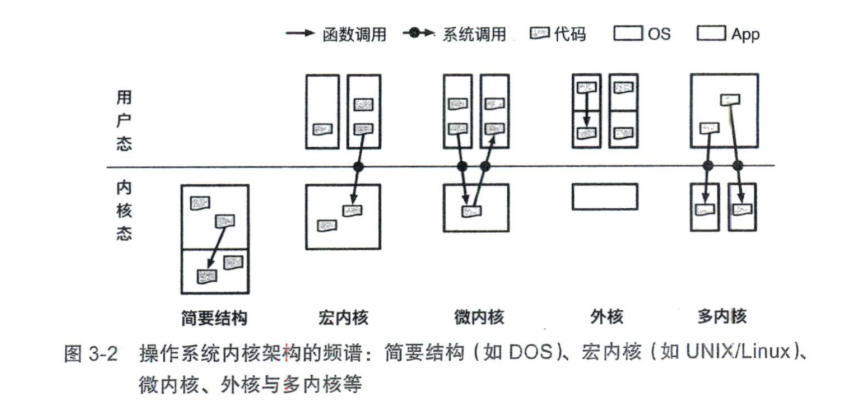 函数调用 系统调用 代码 OS App
用户态
内核态
简要结构 宏内核 微内核 外核 多内核
图 3-2 操作系统内核架构的频谱：简要结构（如 DOS）、宏内核（如 UNIX/Linux）、
微内核、外核与多内核等